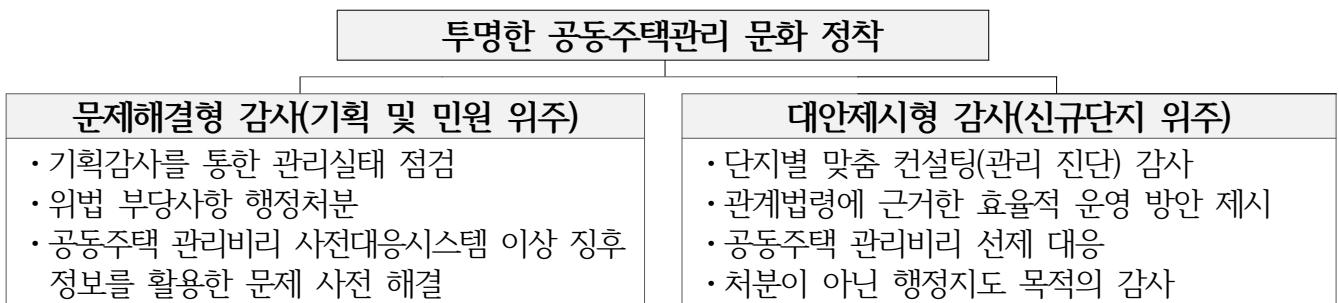 투명한 공동주택관리 문화 정착
문제해결형 감사(기획 및 민원 위주)
・기획감사를 통한 관리실태 점검
・위법 부당사항 행정처분
・공동주택 관리비리 사전대응시스템 이상 징후
정보를 활용한 문제 사전 해결
대안제시형 감사(신규단지 위주)
・단지별 맞춤 컨설팅(관리 진단) 감사
・관계법령에 근거한 효율적 운영 방안 제시
・공동주택 관리비리 선제 대응
・처분이 아닌 행정지도 목적의 감사